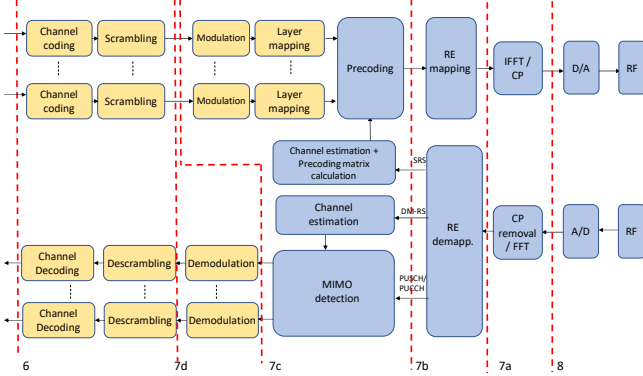 Channel
coding
Scrambling
Modulation
Layer
mapping
Precoding
RE
mapping
IFFT /
CP
D/A
RF
Channel
coding
Scrambling
Modulation
Layer
mapping
Channel estimation +
Precoding matrix
calculation
SRS
Channel
estimation
DM-RS
RE
demapp.
CP
removal
/ FFT
A/D
RF
Channel
Decoding
Descrambling
Demodulation
MIMO
detection
PUSCH/
PUCCH
Channel
Decoding
Descrambling
Demodulation
6
7d
7c
7b
7a
8